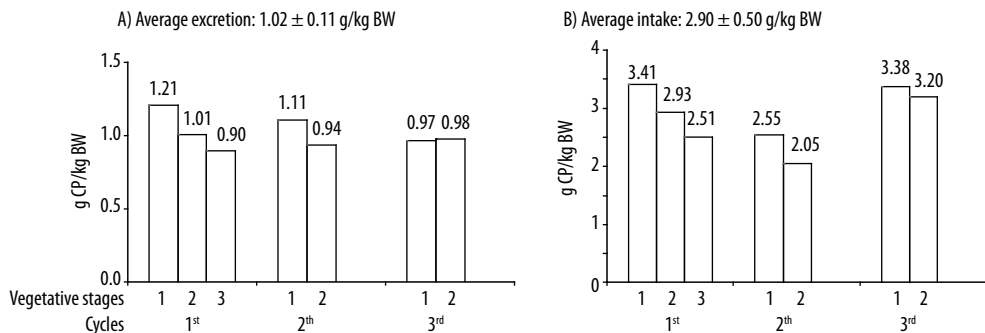 A) Average excretion: 1.02 ± 0.11 g/kg BW
g CP/kg BW
1.5
1.0
0.5
0.0
1.21
1.01
0.90
1.11
0.94
0.97 0.98
Vegetative stages 1 2 3 1 2 1 2
Cycles 1st 2th 3rd
B) Average intake: 2.90 ± 0.50 g/kg BW
g CP/kg BW
4
3
2
1
0
3.41
2.93
2.51
2.55
2.05
3.38
3.20
1 2 3 1 2 1 2
1st 2th 3rd